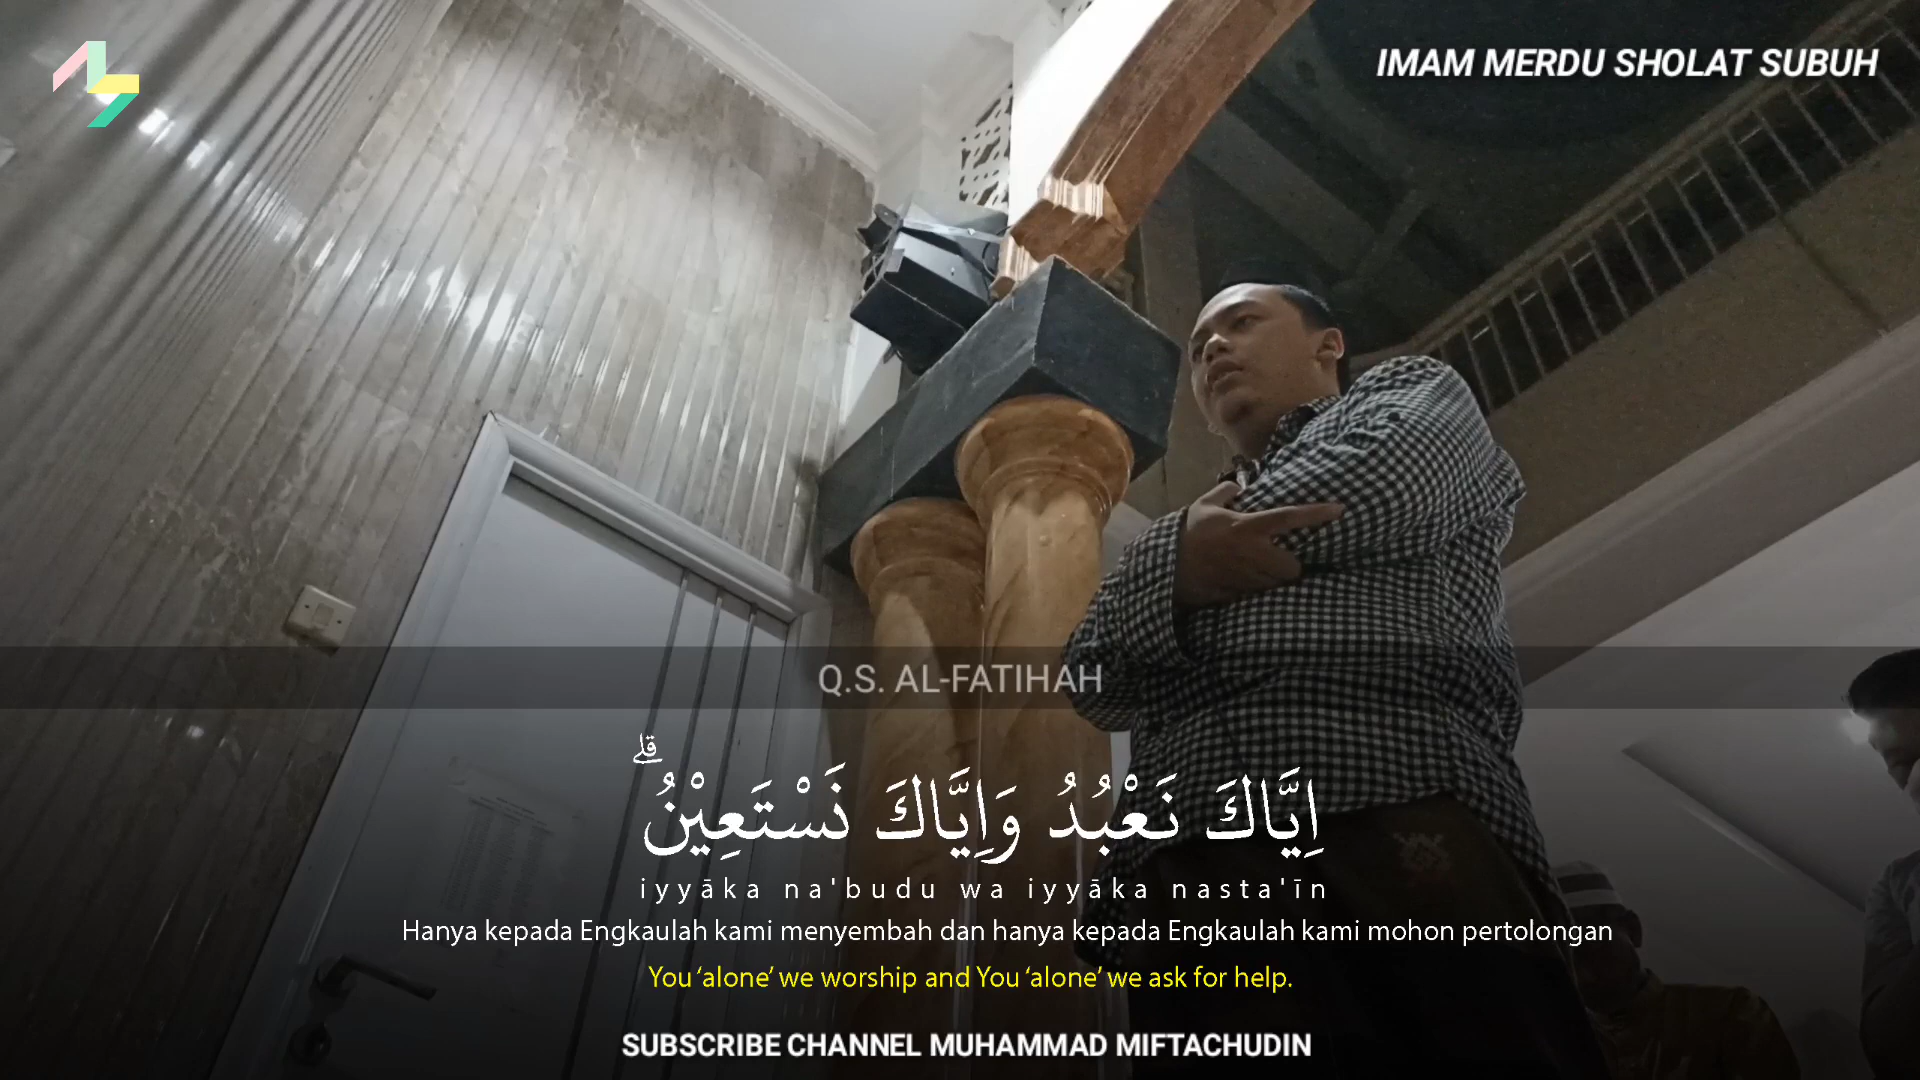 IMAM MERDU SHOLAT SUBUH
Q.S. AL-FATIHAH
اِيَّاكَ نَعْبُدُ وَاِيَّاكَ نَسْتَعِيْنُۗ
iyyāka na'budu wa iyyāka nasta'īn
Hanya kepada Engkaulah kami menyembah dan hanya kepada Engkaulah kami mohon pertolongan
You ‘alone’ we worship and You ‘alone’ we ask for help.
SUBSCRIBE CHANNEL MUHAMMAD MIFTACHUDIN